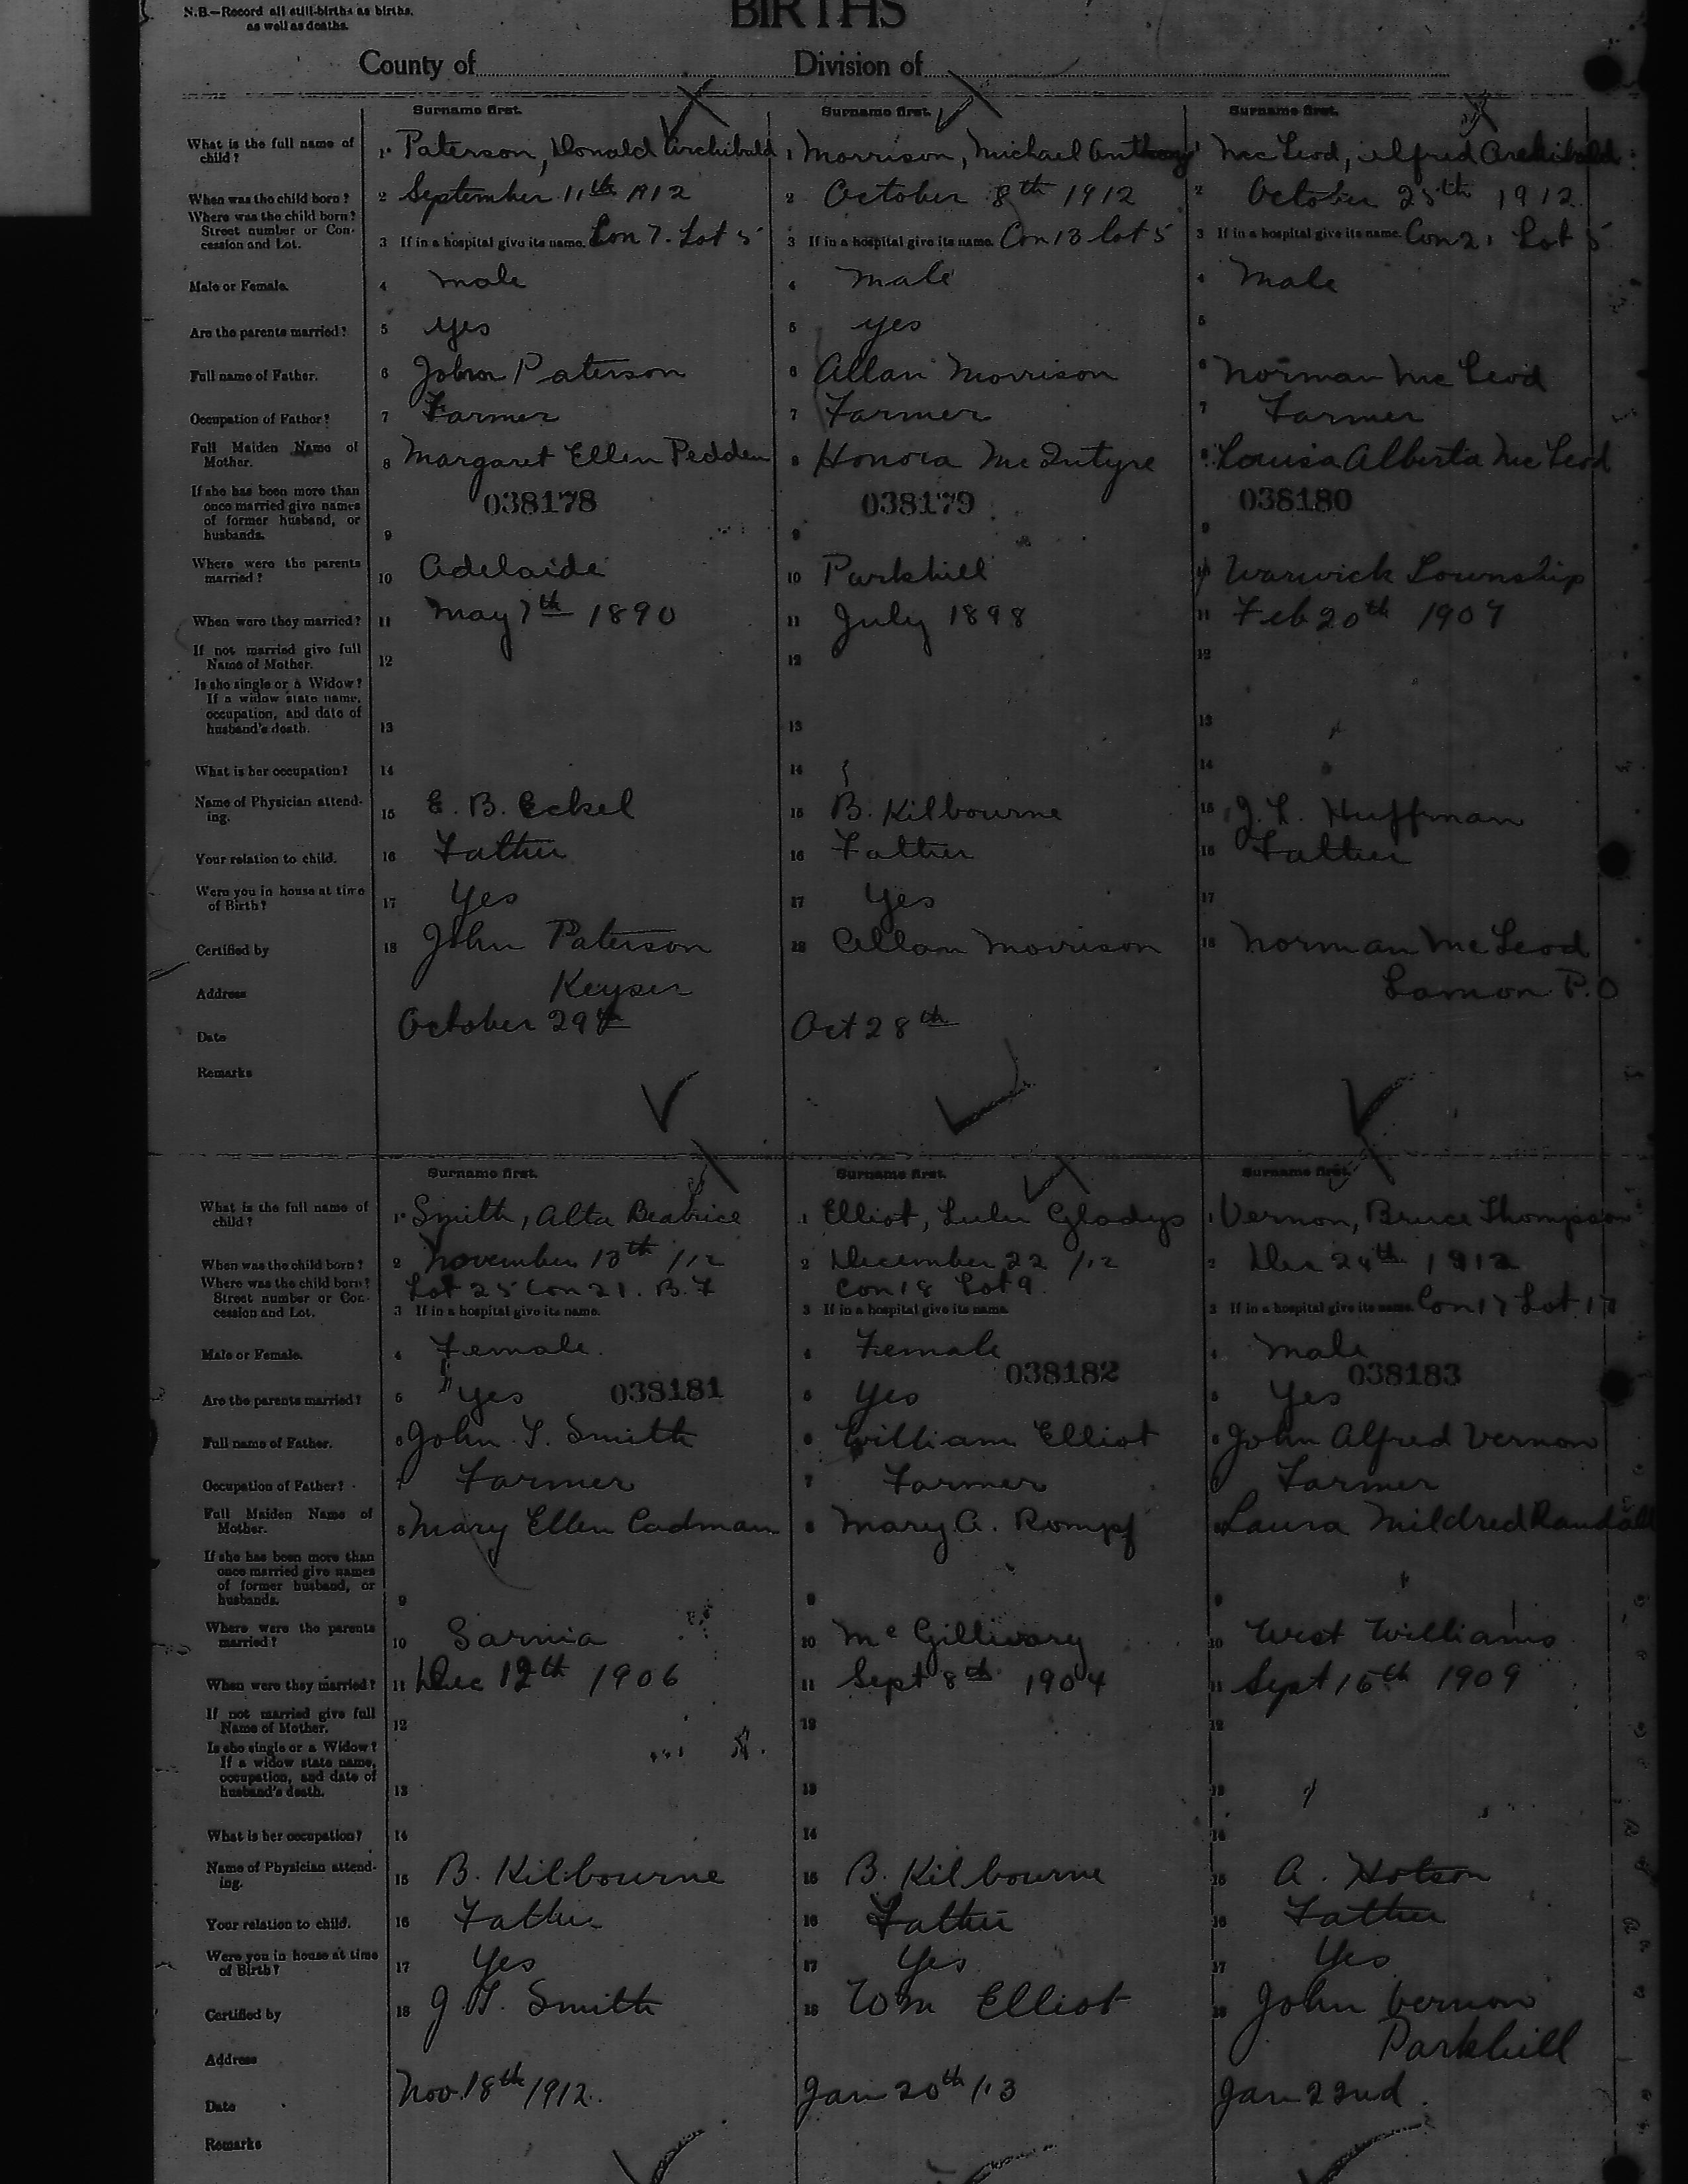 N.B.—Record all still-births as births,
as well as deaths.
BIRTHS
County of Division of
Surname first. Surname first. Surname first.
What is the full name of child? 1 Paterson, Donald Archibald 1 Morrison, Michael Anthony 1 McLeod, Alfred Archibald
When was the child born? 2 September 11th 1912 2 October 8th 1912 2 October 25th 1912
Where was the child born? Street number or Concession and Lot. 3 If in a hospital give its name. Con 7. Lot 5 3 If in a hospital give its name. Con 13 lot 5 3 If in a hospital give its name. Con 21 Lot 5
Male or Female. 4 male 4 male 4 Male
Are the parents married? 5 yes 5 yes 5
Full name of Father. 6 John Paterson 6 Allan Morrison 6 Norman McLeod
Occupation of Father? 7 Farmer 7 Farmer 7 Farmer
Full Maiden Name of Mother. 8 Margaret Ellen Pedden 8 Honora McIntyre 8 Louisa Alberta McLeod
038178 038179 038180
If she has been more than once married give names of former husband, or husbands. 9 9 9
Where were the parents married? 10 Adelaide 10 Parkhill 10 Warwick Township
When were they married? 11 May 7th 1890 11 July 1898 11 Feb 20th 1907
If not married give full Name of Mother. 12 12 12
Is she single or a Widow? If a widow state name, occupation, and date of husband's death. 13 13 13
What is her occupation? 14 14 14
Name of Physician attending. 15 E. B. Eckel 15 B. Kilbourne 15 J. L. Huffman
Your relation to child. 16 Father 16 Father 16 Father
Were you in house at time of Birth? 17 Yes 17 Yes 17
Certified by 18 John Paterson 18 Allan Morrison 18 Norman McLeod
Address Keyser Lamon P.O
Date October 29th Oct 28th
Remarks
Surname first. Surname first. Surname first.
What is the full name of child? 1 Smith, Alta Beatrice 1 Elliot, Lulu Gladys 1 Vernon, Bruce Thompson
When was the child born? 2 November 13th /12 2 December 22 /12 2 Dec 24th 1912
Where was the child born? Street number or Concession and Lot. Lot 25 Con 21. B. F Con 18 Lot 9
3 If in a hospital give its name. 3 If in a hospital give its name. 3 If in a hospital give its name. Con 17 Lot 17
Male or Female. 4 Female. 4 Female 4 male
038181 038182 038183
Are the parents married? 5 Yes 5 Yes 5 Yes
Full name of Father. 6 John T. Smith 6 William Elliot 6 John Alfred Vernon
Occupation of Father? 7 Farmer 7 Farmer 7 Farmer
Full Maiden Name of Mother. 8 Mary Ellen Cadman 8 Mary A. Rompf 8 Laura Mildred Randall
If she has been more than once married give names of former husband, or husbands. 9 9 9
Where were the parents married? 10 Sarnia 10 McGillivary 10 West Williams
When were they married? 11 Dec 12th 1906 11 Sept 8th 1904 11 Sept 15th 1909
If not married give full Name of Mother. 12 12 12
Is she single or a Widow? If a widow state name, occupation, and date of husband's death. 13 13 13
What is her occupation? 14 14 14
Name of Physician attending. 15 B. Kilbourne 15 B. Kilbourne 15 A. Hotson
Your relation to child. 16 Father 16 Father 16 Father
Were you in house at time of Birth? 17 Yes 17 Yes 17 Yes
Certified by 18 J. T. Smith 18 Wm Elliot 18 John Vernon
Address Parkhill
Date Nov. 18th 1912. Jan 20th /13 Jan 22nd
Remarks